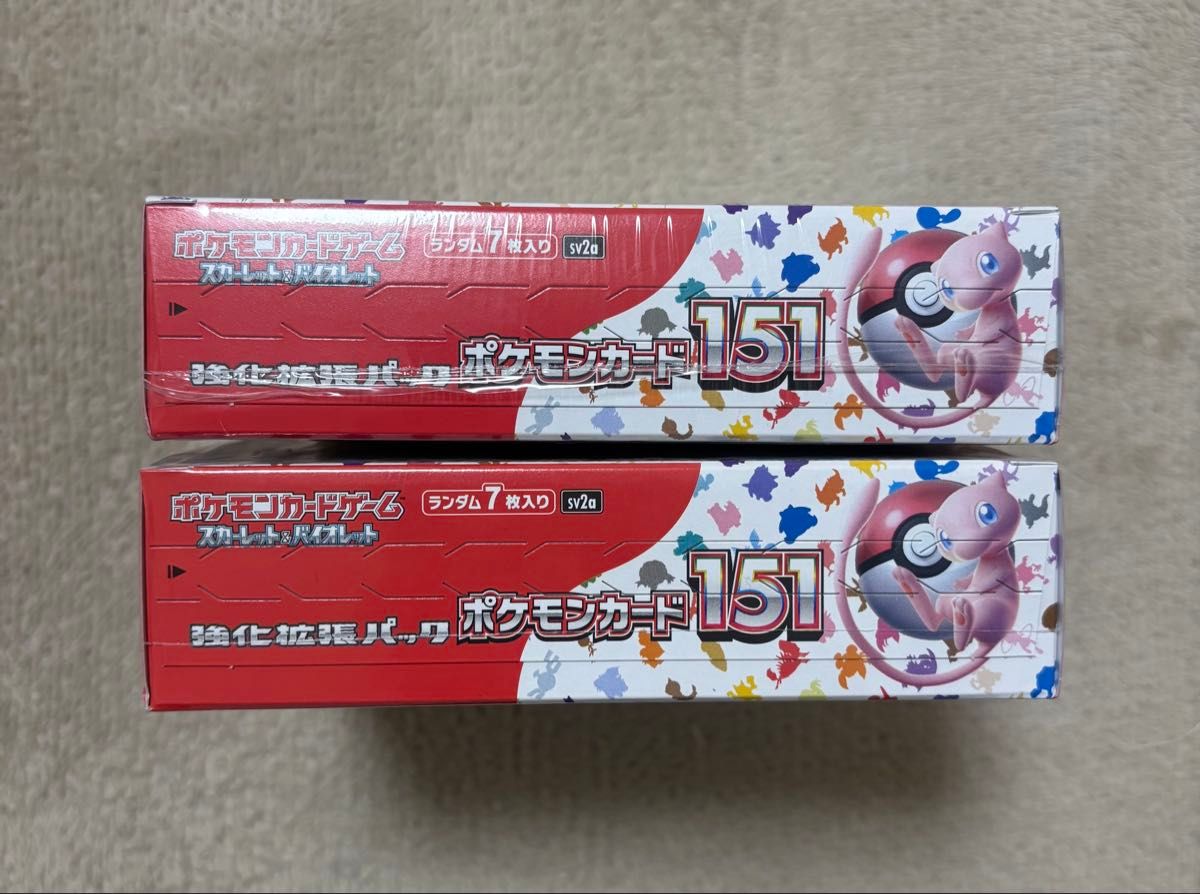 ポケモンカードゲーム ランダム7枚入り sv2a
スカーレット&バイオレット
強化拡張パック ポケモンカード151
ポケモンカードゲーム ランダム7枚入り sv2a
スカーレット&バイオレット
強化拡張パック ポケモンカード151